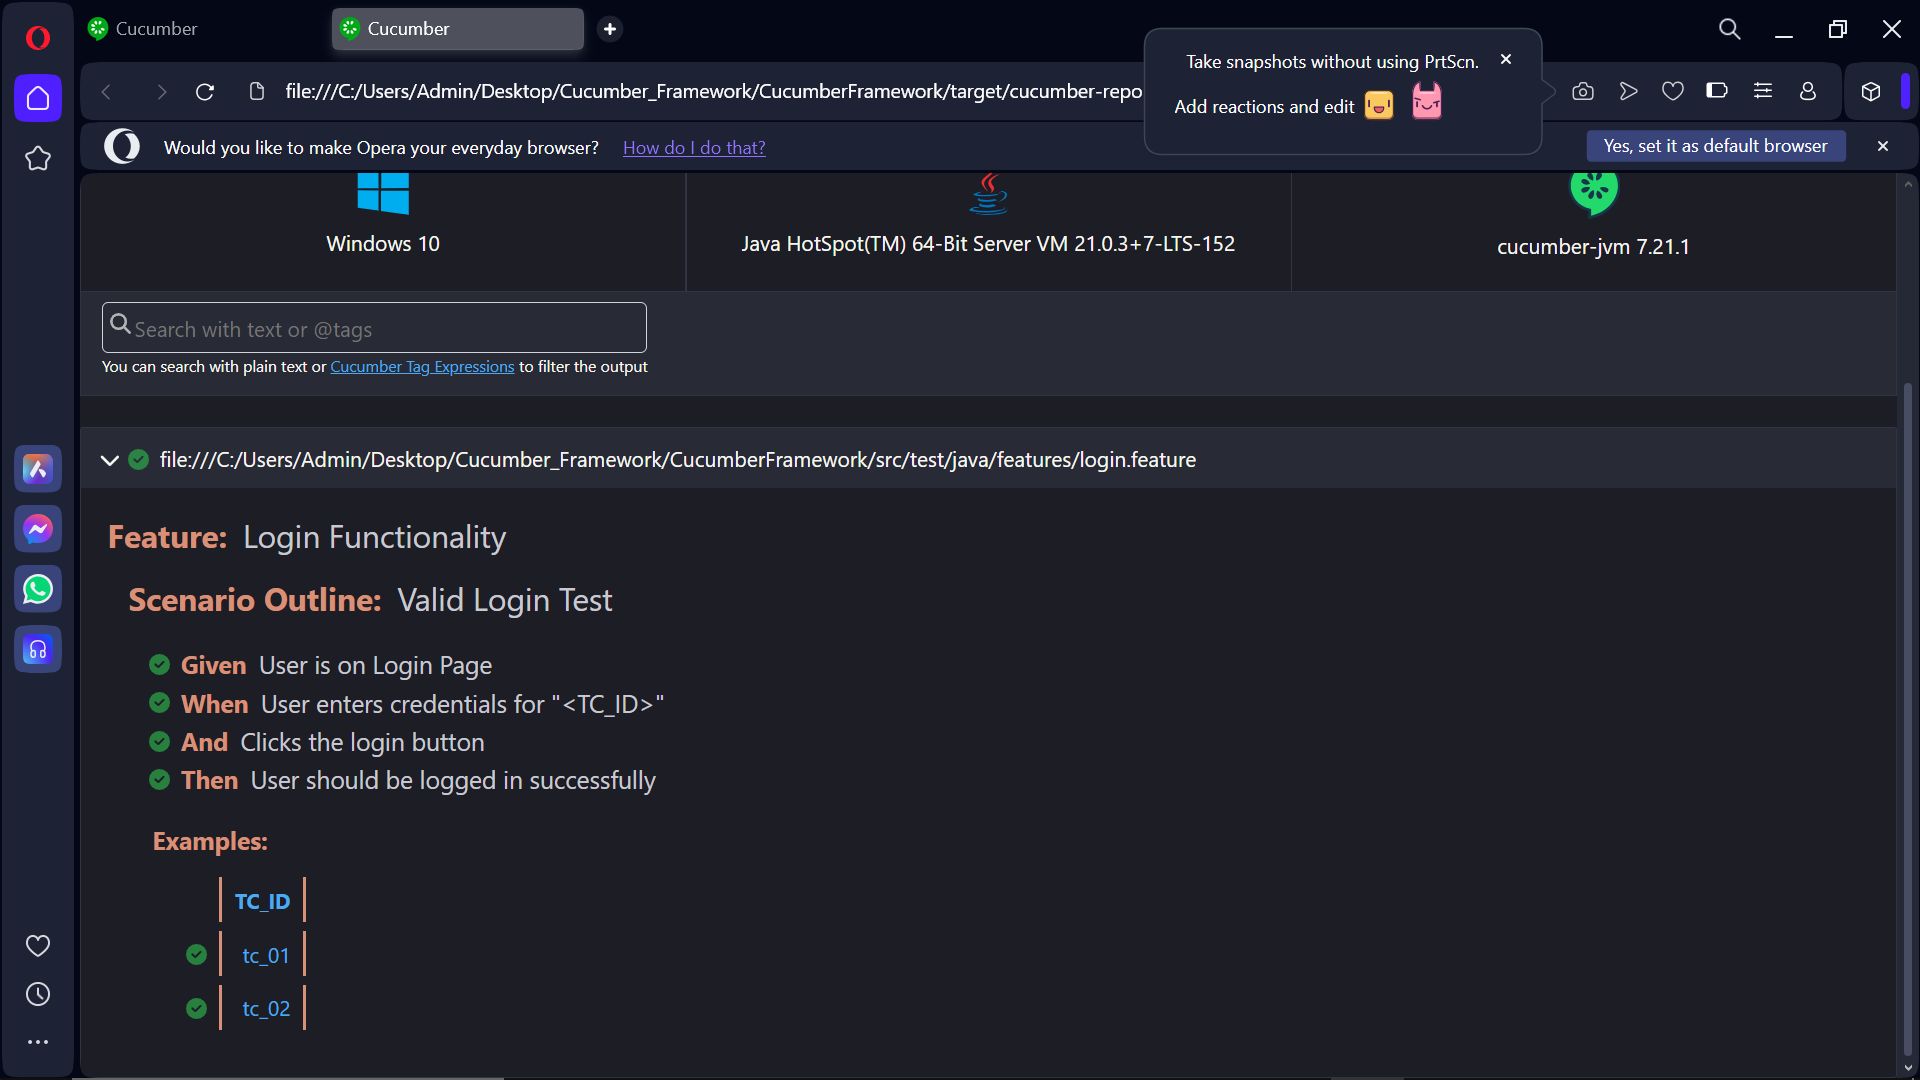 Cucumber
Cucumber
Take snapshots without using PrtScn.
Add reactions and edit
file:///C:/Users/Admin/Desktop/Cucumber_Framework/CucumberFramework/target/cucumber-repo
Would you like to make Opera your everyday browser? How do I do that?
Yes, set it as default browser
Windows 10
Java HotSpot(TM) 64-Bit Server VM 21.0.3+7-LTS-152
cucumber-jvm 7.21.1
Search with text or @tags
You can search with plain text or Cucumber Tag Expressions to filter the output
file:///C:/Users/Admin/Desktop/Cucumber_Framework/CucumberFramework/src/test/java/features/login.feature
Feature: Login Functionality
Scenario Outline: Valid Login Test
Given User is on Login Page
When User enters credentials for "<TC_ID>"
And Clicks the login button
Then User should be logged in successfully
Examples:
TC_ID
tc_01
tc_02